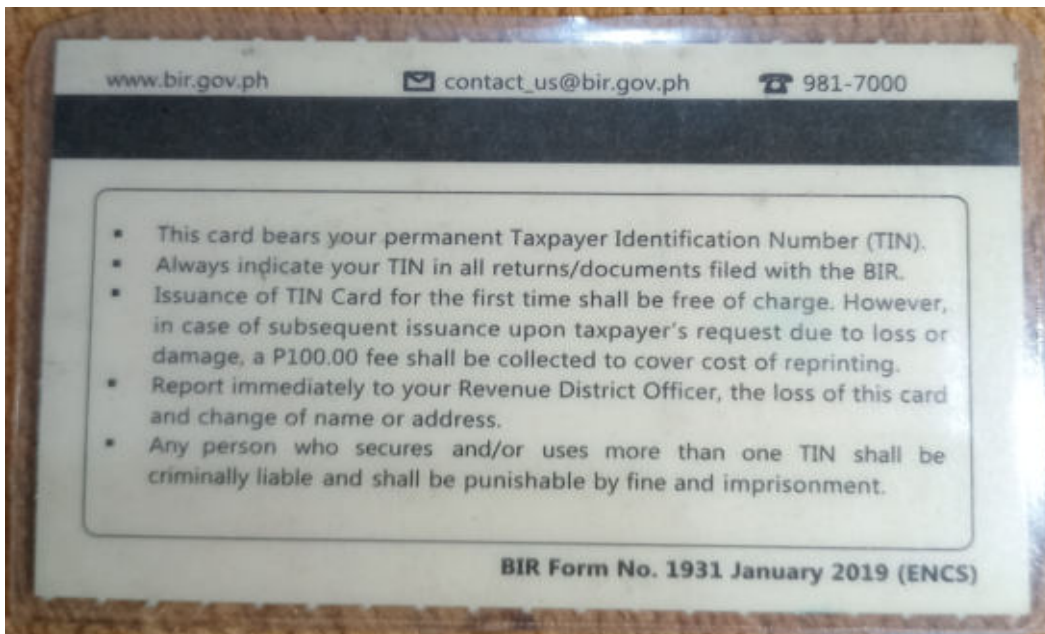 www.bir.gov.ph contact_us@bir.gov.ph 981-7000
▪ This card bears your permanent Taxpayer Identification Number (TIN).
▪ Always indicate your TIN in all returns/documents filed with the BIR.
▪ Issuance of TIN Card for the first time shall be free of charge. However,
in case of subsequent issuance upon taxpayer's request due to loss or
damage, a P100.00 fee shall be collected to cover cost of reprinting.
▪ Report immediately to your Revenue District Officer, the loss of this card
and change of name or address.
▪ Any person who secures and/or uses more than one TIN shall be
criminally liable and shall be punishable by fine and imprisonment.
BIR Form No. 1931 January 2019 (ENCS)